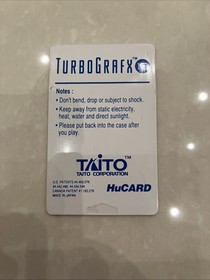 TURBOGRAFX
Notes :
• Don't bend, drop or subject to shock.
• Keep away from static electricity,
heat, water and direct sunlight.
• Please put back into the case after
you play.
TAITO™
TAITO CORPORATION
HuCARD
MADE IN JAPAN